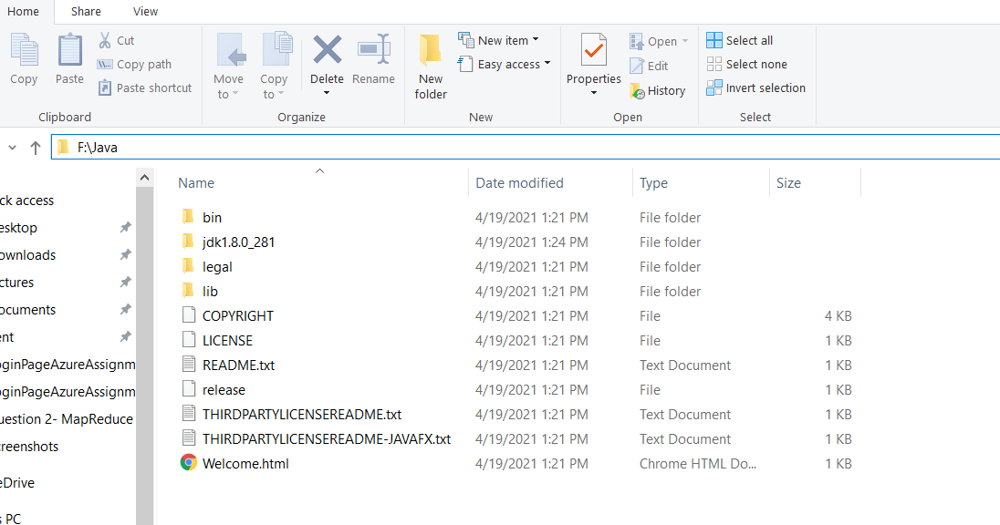 Home Share View
Copy
Paste
Cut
Copy path
Paste shortcut
Clipboard
Move to
Copy to
Delete
Rename
Organize
New folder
New item
Easy access
New
Properties
Open
Edit
History
Open
Select all
Select none
Invert selection
Select
F:\Java
ck access
esktop
ownloads
ctures
ocuments
ent
oginPageAzureAssignm
oginPageAzureAssignm
uestion 2- MapReduce
creenshots
eDrive
s PC
Name Date modified Type Size
bin 4/19/2021 1:21 PM File folder
jdk1.8.0_281 4/19/2021 1:24 PM File folder
legal 4/19/2021 1:21 PM File folder
lib 4/19/2021 1:21 PM File folder
COPYRIGHT 4/19/2021 1:21 PM File 4 KB
LICENSE 4/19/2021 1:21 PM File 1 KB
README.txt 4/19/2021 1:21 PM Text Document 1 KB
release 4/19/2021 1:21 PM File 1 KB
THIRDPARTYLICENSEREADME.txt 4/19/2021 1:21 PM Text Document 1 KB
THIRDPARTYLICENSEREADME-JAVAFX.txt 4/19/2021 1:21 PM Text Document 1 KB
Welcome.html 4/19/2021 1:21 PM Chrome HTML Do... 1 KB